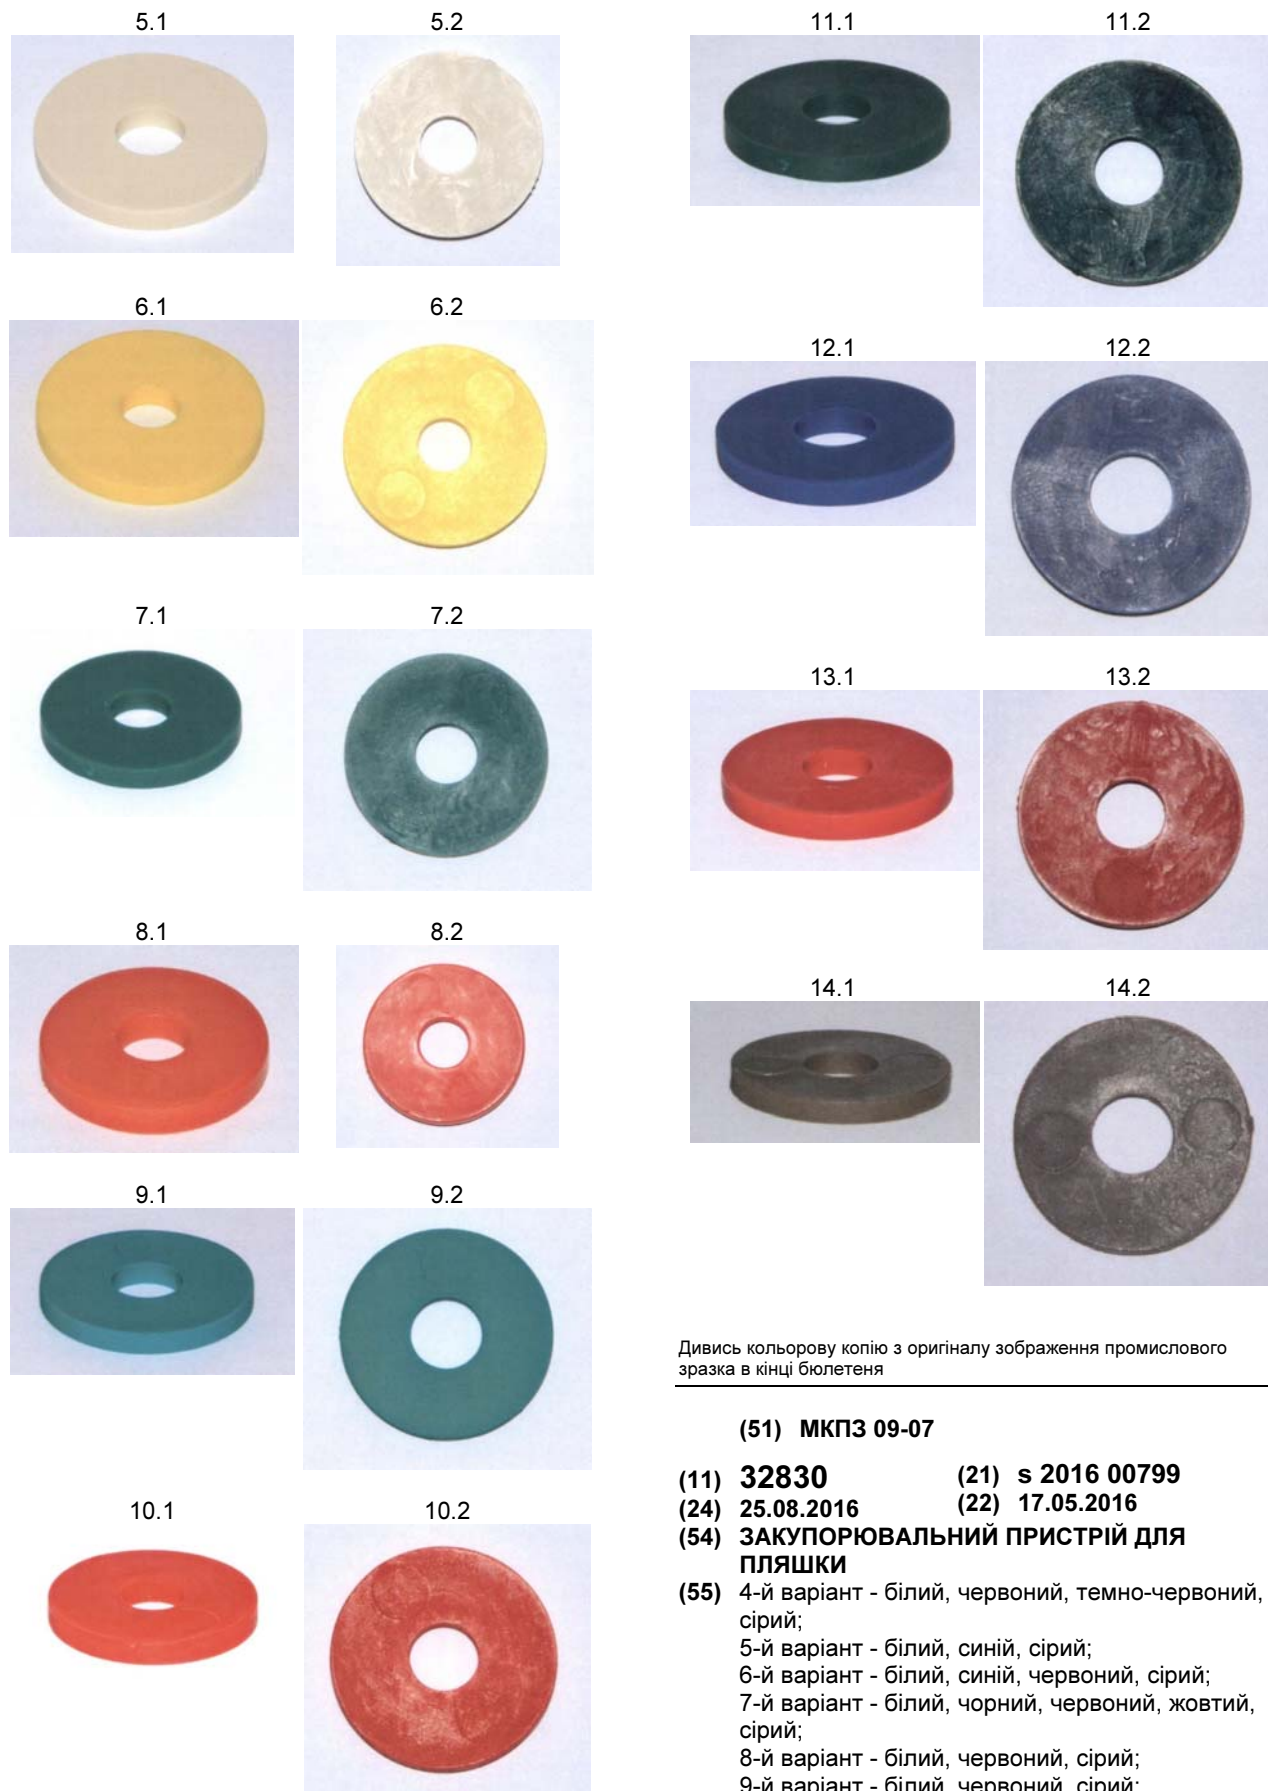 5.1 5.2
6.1 6.2
7.1 7.2
8.1 8.2
9.1 9.2
10.1 10.2
11.1 11.2
12.1 12.2
13.1 13.2
14.1 14.2
Дивись кольорову копію з оригіналу зображення промислового
зразка в кінці бюлетеня
(51) МКПЗ 09-07
(11) 32830 (21) s 2016 00799
(24) 25.08.2016 (22) 17.05.2016
(54) ЗАКУПОРЮВАЛЬНИЙ ПРИСТРІЙ ДЛЯ
ПЛЯШКИ
(55) 4-й варіант - білий, червоний, темно-червоний,
сірий;
5-й варіант - білий, синій, сірий;
6-й варіант - білий, синій, червоний, сірий;
7-й варіант - білий, чорний, червоний, жовтий,
сірий;
8-й варіант - білий, червоний, сірий;
9-й варіант - білий, червоний, сірий;